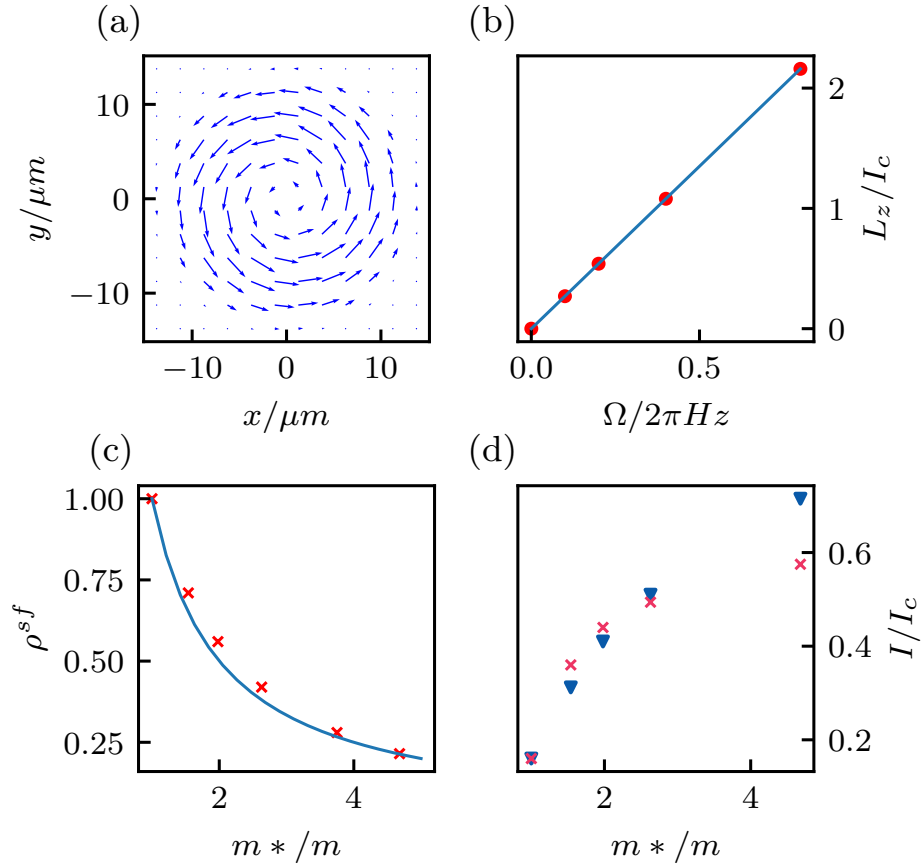 (a)
10
0
−10
y/μm
−10
0
10
x/μm
(b)
2
1
0
L_z/I_c
0.0
0.5
Ω/2πHz
(c)
1.00
0.75
0.50
0.25
ρ^{sf}
2
4
m ∗ /m
(d)
0.6
0.4
0.2
I/I_c
2
4
m ∗ /m